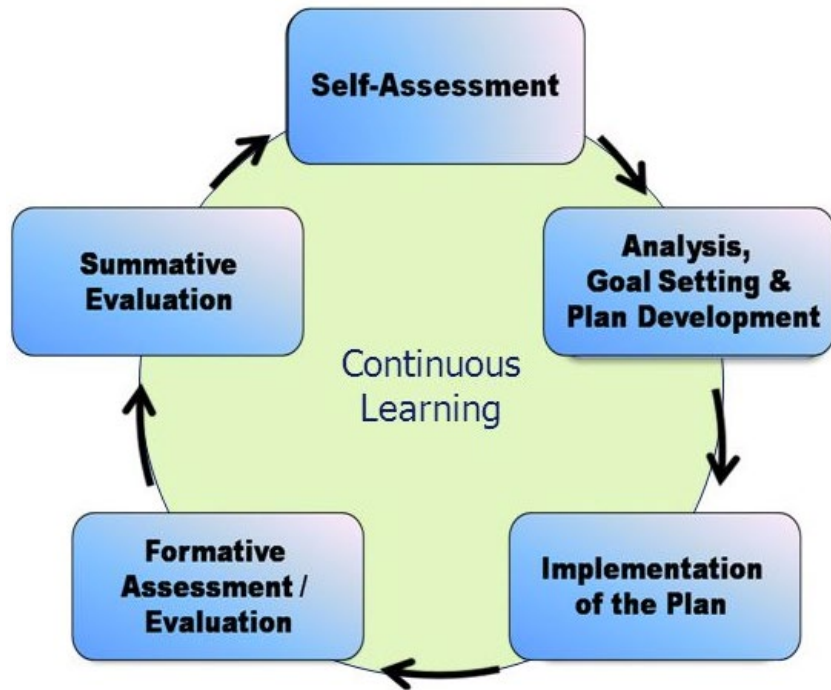 Self-Assessment
Analysis,
Goal Setting &
Plan Development
Implementation
of the Plan
Formative
Assessment /
Evaluation
Summative
Evaluation
Continuous
Learning